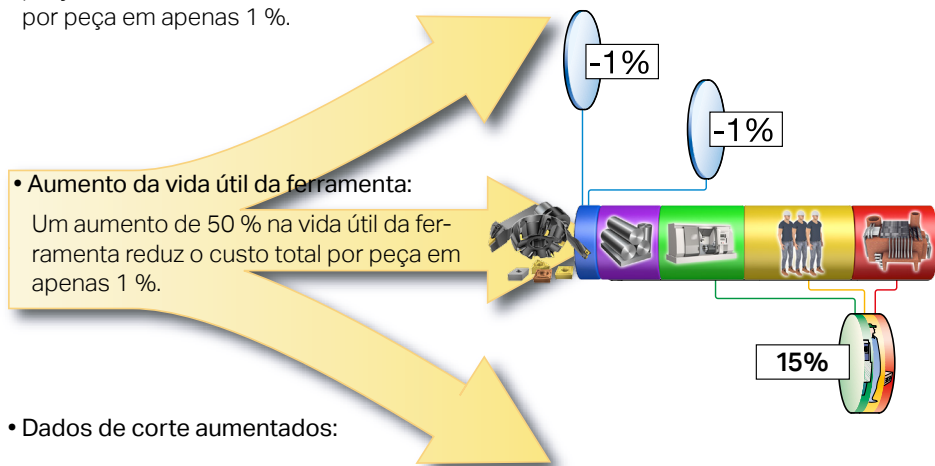 por peça em apenas 1 %.
-1%
-1%
• Aumento da vida útil da ferramenta:
Um aumento de 50 % na vida útil da fer-
ramenta reduz o custo total por peça em
apenas 1 %.
15%
• Dados de corte aumentados: